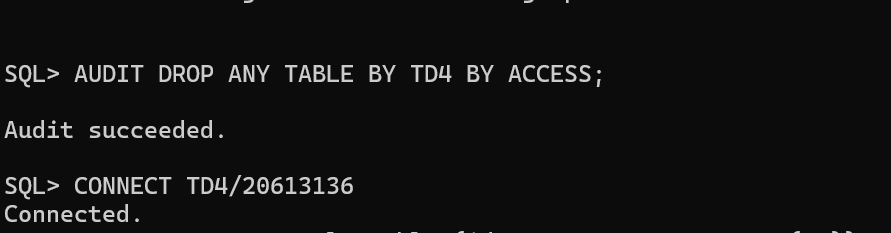 SQL> AUDIT DROP ANY TABLE BY TD4 BY ACCESS;
Audit succeeded.
SQL> CONNECT TD4/20613136
Connected.